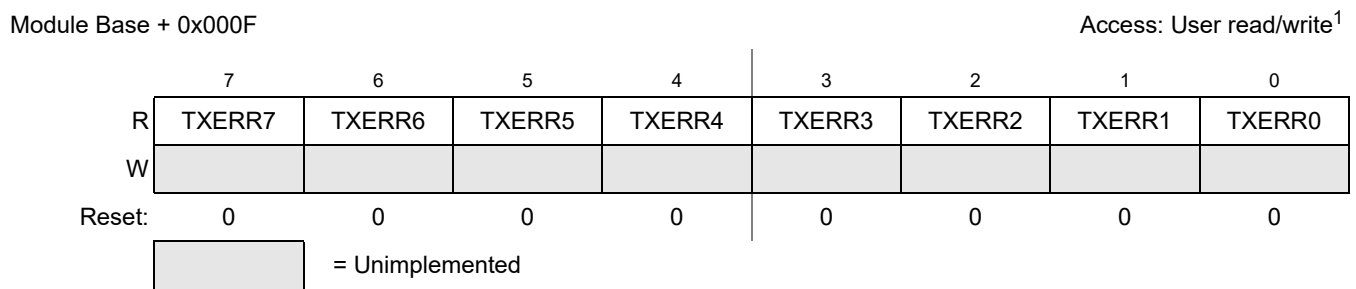 Module Base + 0x000F Access: User read/write1
7 6 5 4 3 2 1 0
R TXERR7 TXERR6 TXERR5 TXERR4 TXERR3 TXERR2 TXERR1 TXERR0
W
Reset: 0 0 0 0 0 0 0 0
= Unimplemented